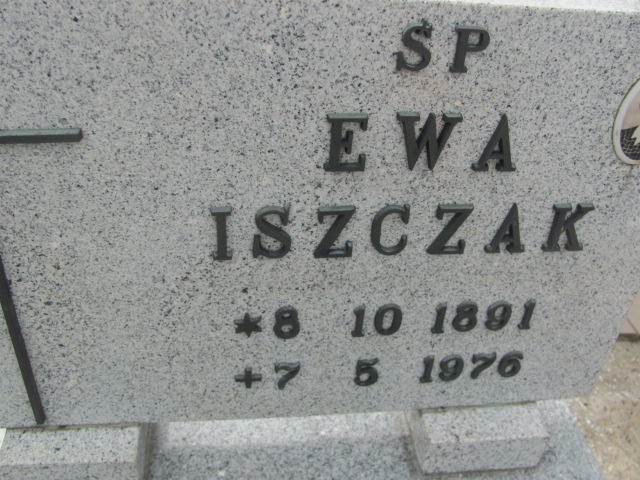 SP
EWA
ISZCZAK
*8 10 1891
+7 5 1976